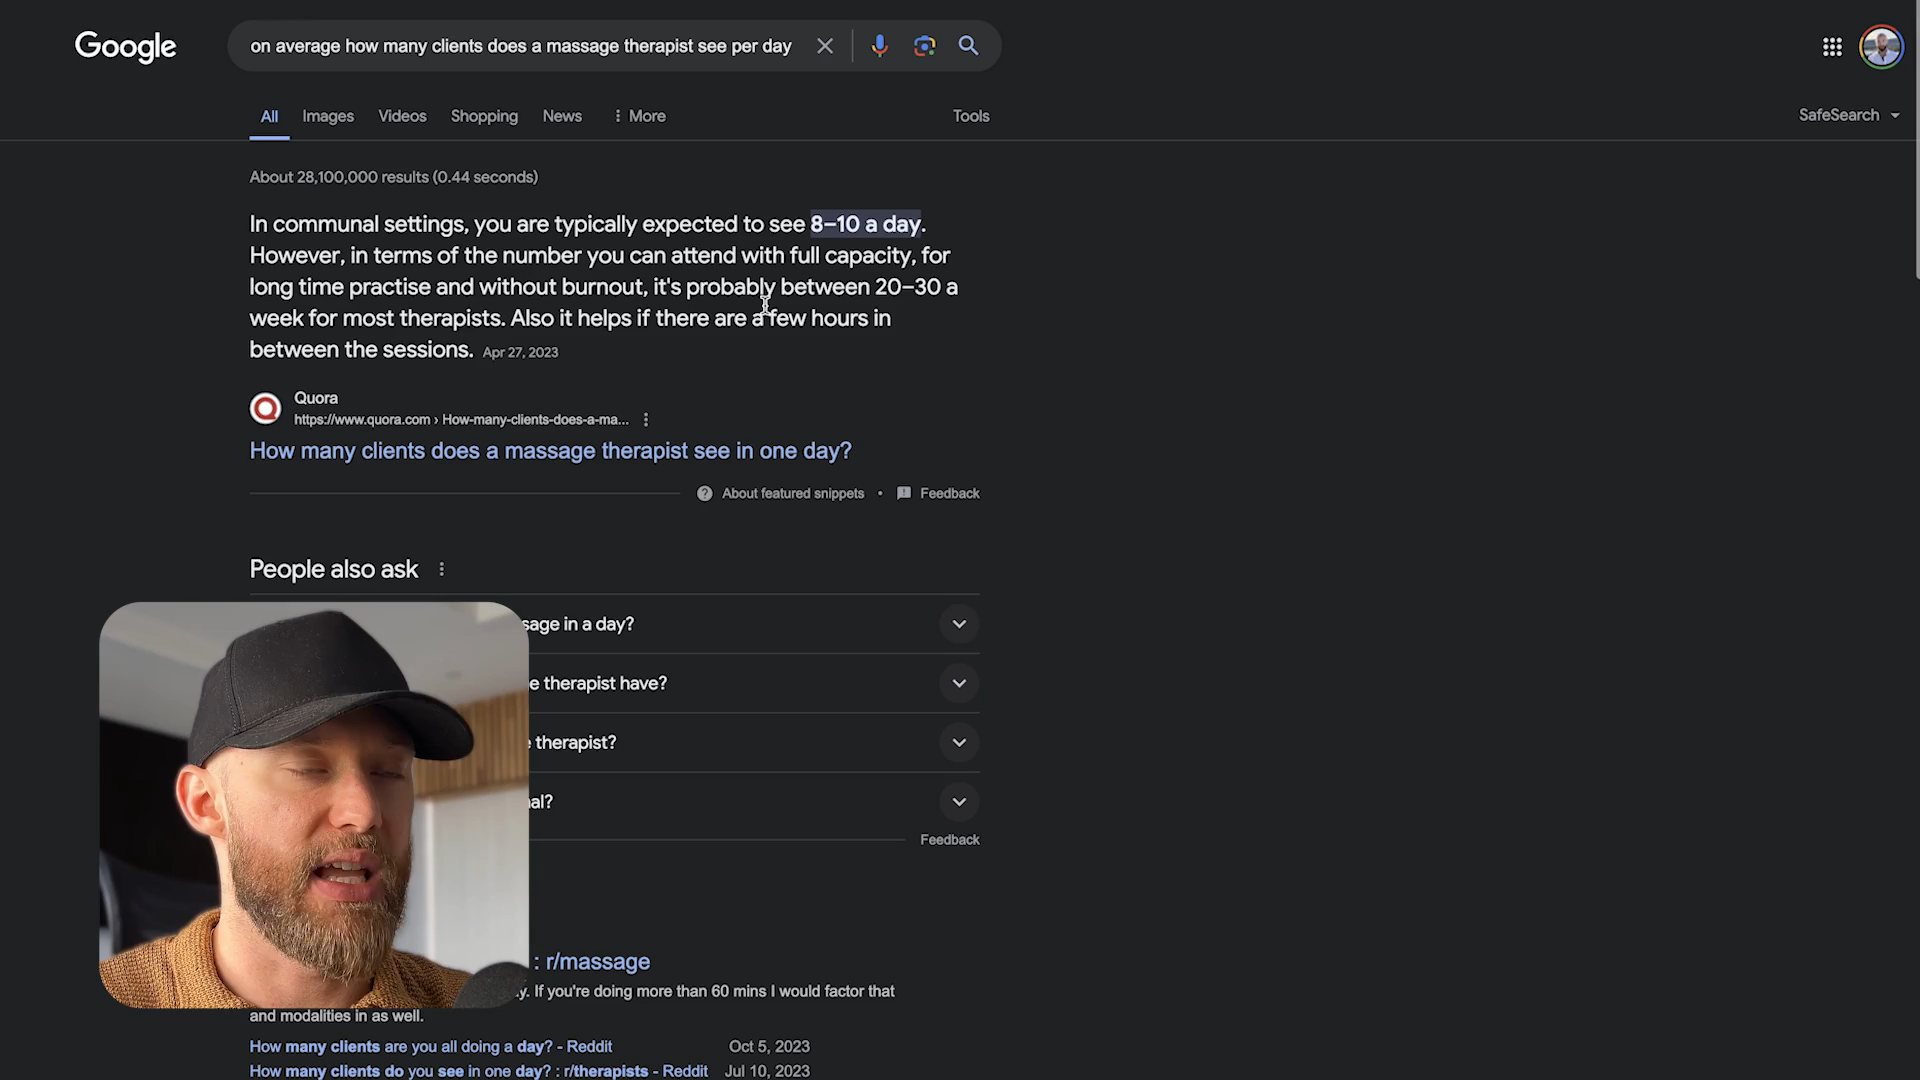 Google
on average how many clients does a massage therapist see per day
All
Images
Videos
Shopping
News
More
Tools
SafeSearch
About 28,100,000 results (0.44 seconds)
In communal settings, you are typically expected to see 8–10 a day.
However, in terms of the number you can attend with full capacity, for
long time practise and without burnout, it's probably between 20–30 a
week for most therapists. Also it helps if there are a few hours in
between the sessions. Apr 27, 2023
Quora
https://www.quora.com › How-many-clients-does-a-ma...
How many clients does a massage therapist see in one day?
About featured snippets • Feedback
People also ask
sage in a day?
e therapist have?
therapist?
al?
Feedback
: r/massage
y. If you're doing more than 60 mins I would factor that
and modalities in as well.
How many clients are you all doing a day? - Reddit Oct 5, 2023
How many clients do you see in one day? : r/therapists - Reddit Jul 10, 2023